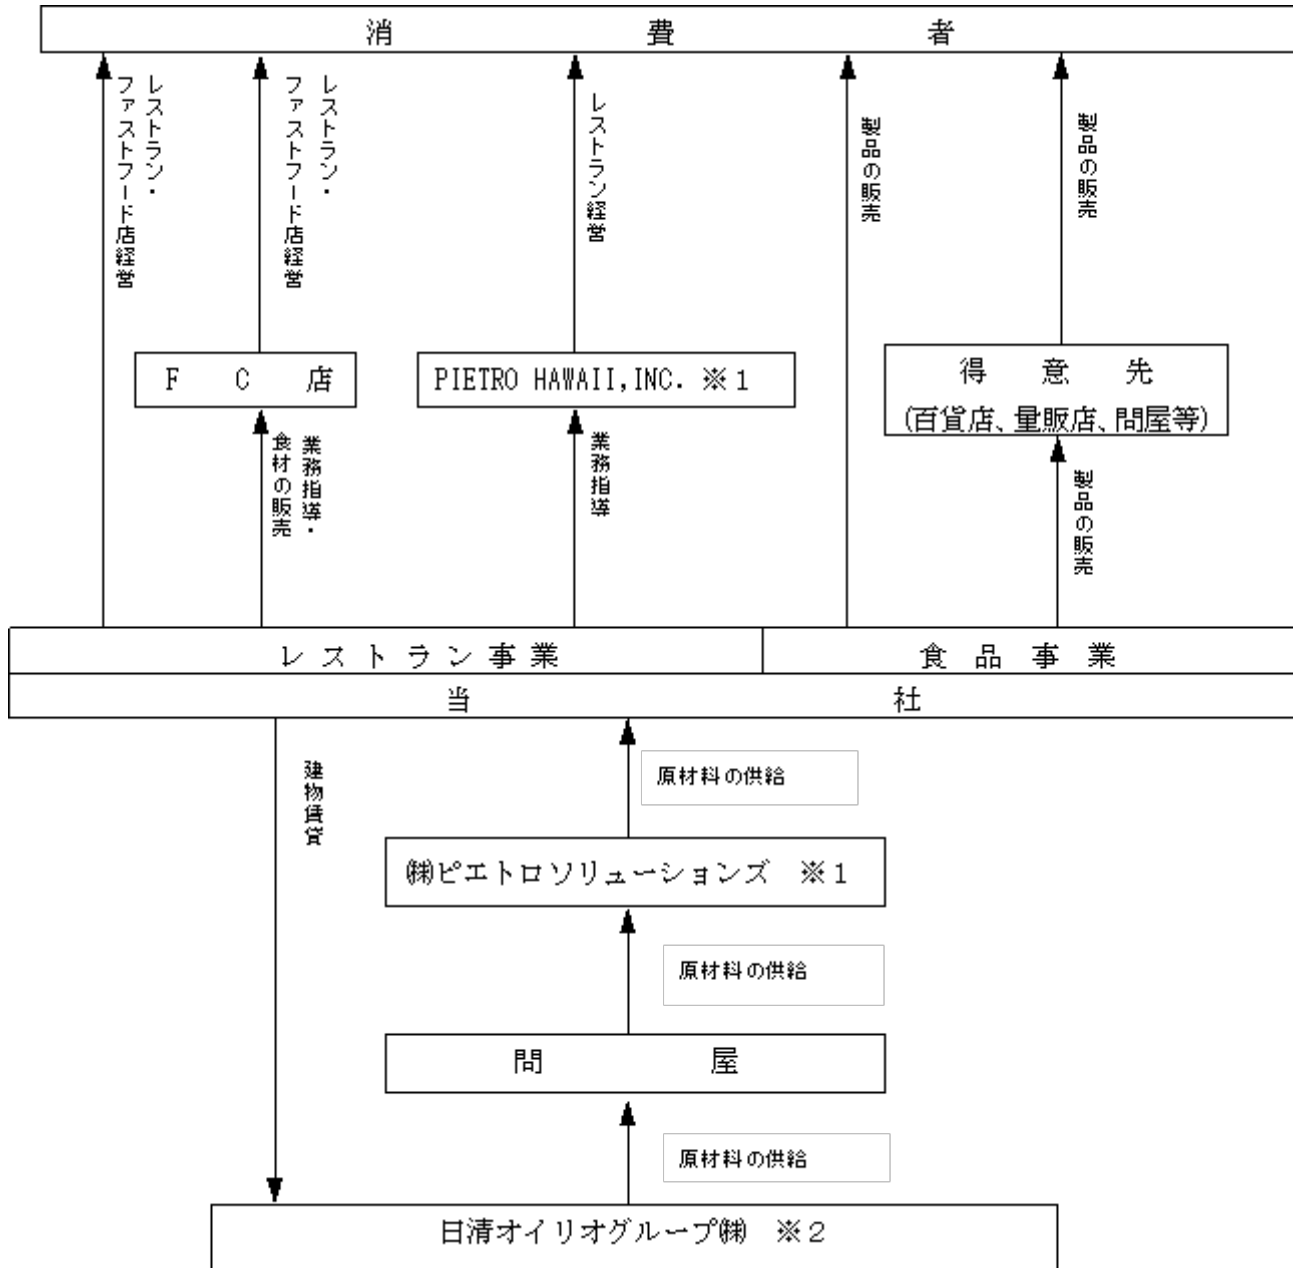 消費者
レストラン・
ファストフード店経営
レストラン・
ファストフード店経営
レストラン経営
製品の販売
製品の販売
FC店
PIETRO HAWAII,INC. ※1
得意先
(百貨店、量販店、問屋等)
業務指導・
食材の販売
業務指導
製品の販売
レストラン事業
食品事業
当社
建物賃貸
原材料の供給
㈱ピエトロソリューションズ ※1
原材料の供給
問屋
原材料の供給
日清オイリオグループ㈱ ※2